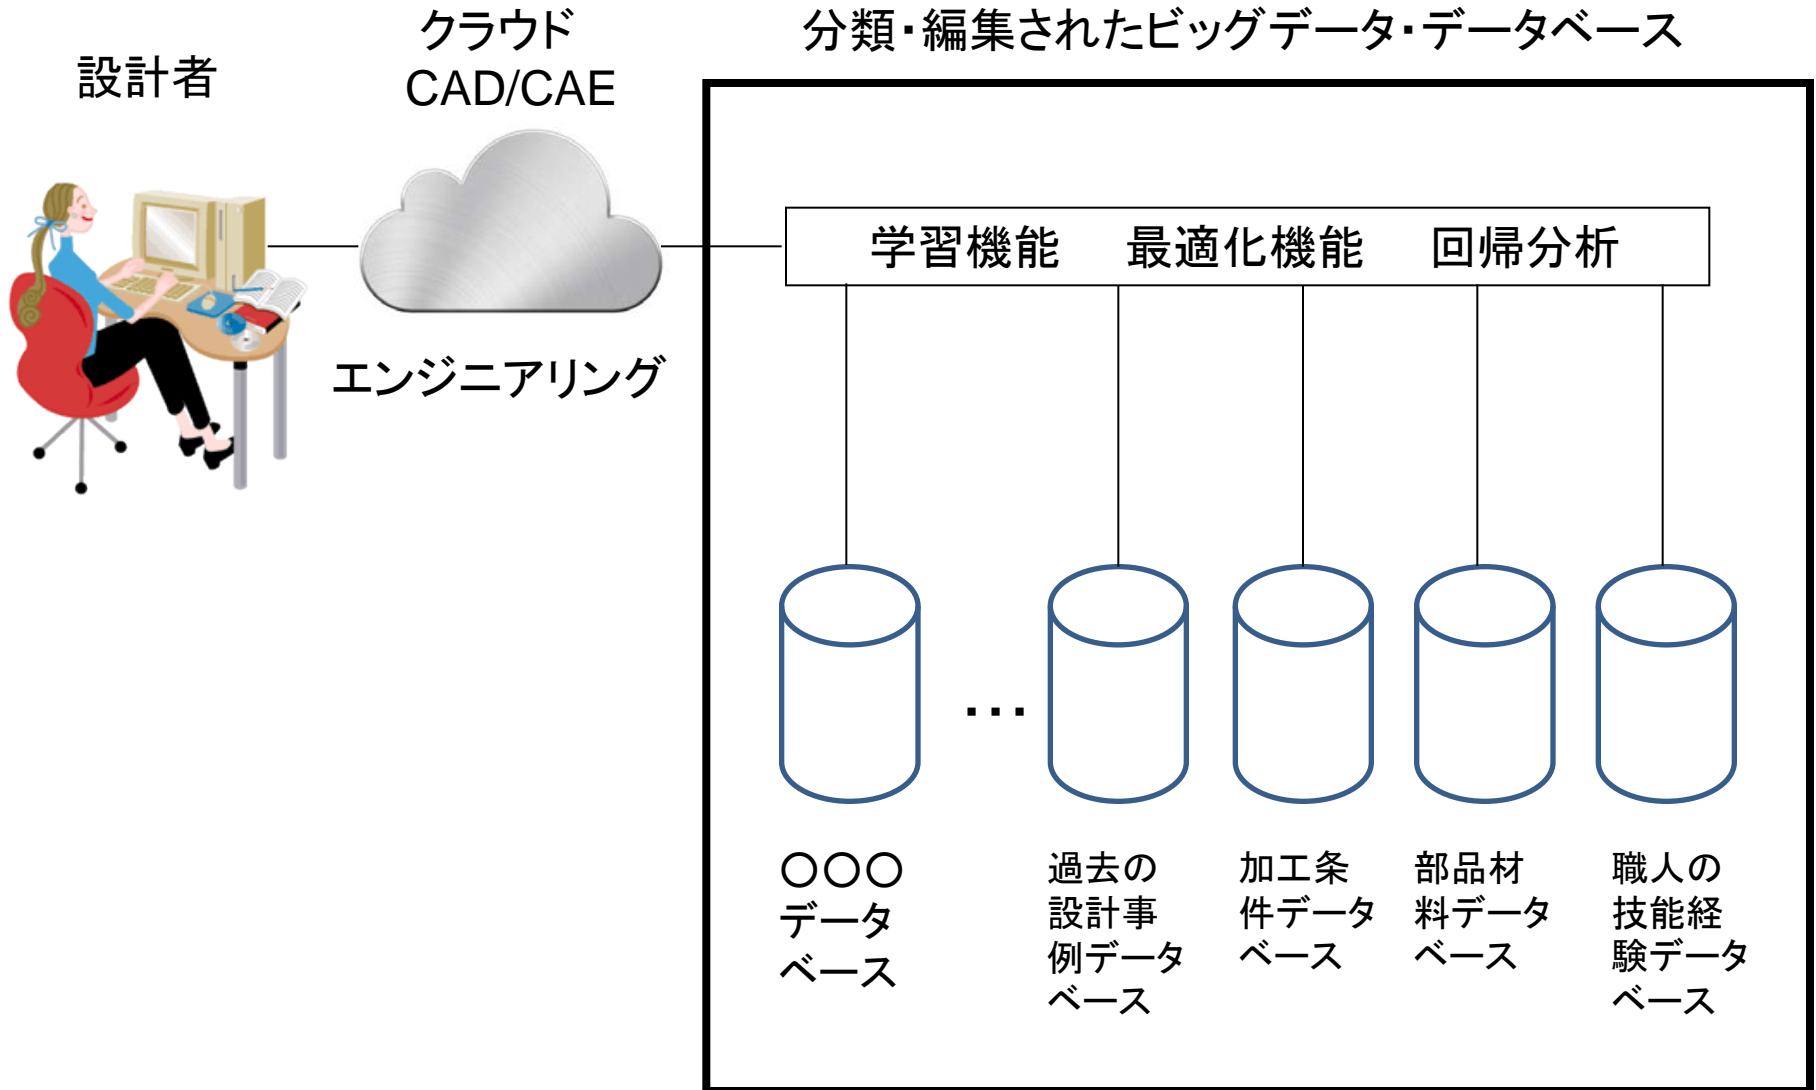 設計者
クラウド
CAD/CAE
エンジニアリング
分類・編集されたビッグデータ・データベース
学習機能 最適化機能 回帰分析
…
〇〇〇
データ
ベース
過去の
設計事
例データ
ベース
加工条
件データ
ベース
部品材
料データ
ベース
職人の
技能経
験データ
ベース